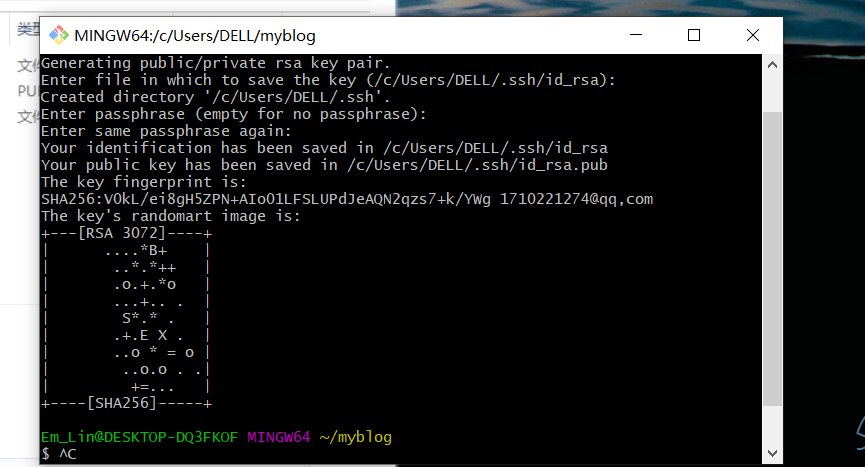 类型
文件
PUI
文件
MINGW64:/c/Users/DELL/myblog
Generating public/private rsa key pair.
Enter file in which to save the key (/c/Users/DELL/.ssh/id_rsa):
Created directory '/c/Users/DELL/.ssh'.
Enter passphrase (empty for no passphrase):
Enter same passphrase again:
Your identification has been saved in /c/Users/DELL/.ssh/id_rsa
Your public key has been saved in /c/Users/DELL/.ssh/id_rsa.pub
The key fingerprint is:
SHA256:VOkL/ei8gH5ZPN+AIoO1LFSLUPdJeAQN2qzs7+k/YWg 1710221274@qq,com
The key's randomart image is:
+---[RSA 3072]----+
|      ....*B+    |
|       ..*.*++   |
|       .o.+.*o   |
|       ...+.. .  |
|        S*.* .   |
|       .+.E X .  |
|       ..o * = o |
|        ..o.o . .|
|         +=...   |
+----[SHA256]-----+
Em_Lin@DESKTOP-DQ3FKOF MINGW64 ~/myblog
$ ^C